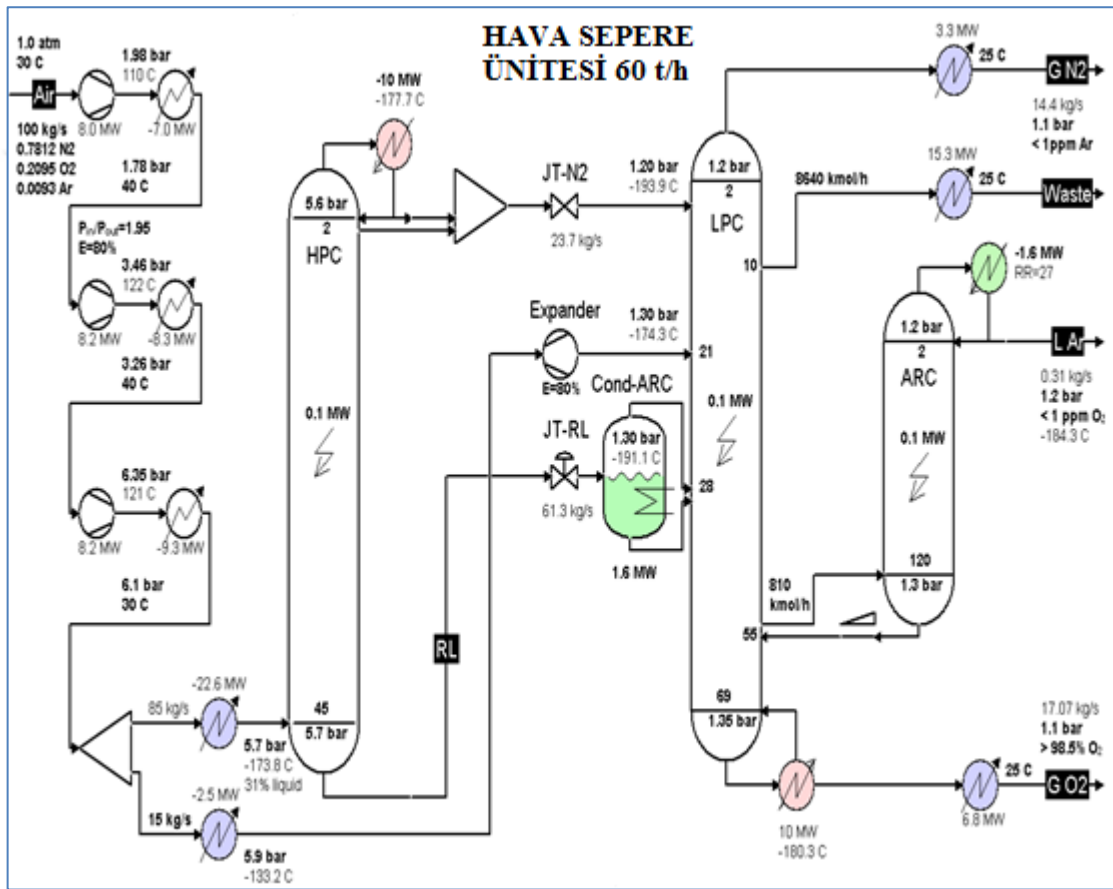 HAVA SEPERE
ÜNİTESİ 60 t/h
1.0 atm
30 C
Air
100 kg/s
0.7812 N2
0.2095 O2
0.0093 Ar
1.98 bar
110 C
8.0 MW
-7.0 MW
1.78 bar
40 C
Pin/Pout=1.95
E=80%
3.46 bar
122 C
8.2 MW
-8.3 MW
3.26 bar
40 C
6.35 bar
121 C
8.2 MW
-9.3 MW
6.1 bar
30 C
85 kg/s
-22.6 MW
5.7 bar
-173.8 C
31% liquid
15 kg/s
-2.5 MW
5.9 bar
-133.2 C
-10 MW
-177.7 C
5.6 bar
2
HPC
0.1 MW
45
5.7 bar
RL
JT-N2
23.7 kg/s
1.20 bar
-193.9 C
Expander
E=80%
1.30 bar
-174.3 C
Cond-ARC
JT-RL
61.3 kg/s
1.30 bar
-191.1 C
1.6 MW
1.2 bar
2
LPC
10
21
0.1 MW
28
55
69
1.35 bar
3.3 MW
25 C
G N2
14.4 kg/s
1.1 bar
< 1ppm Ar
8640 kmol/h
15.3 MW
25 C
Waste
-1.6 MW
RR=27
1.2 bar
2
ARC
0.1 MW
120
1.3 bar
L Ar
0.31 kg/s
1.2 bar
< 1 ppm O2
-184.3 C
810
kmol/h
10 MW
-180.3 C
6.8 MW
25 C
G O2
17.07 kg/s
1.1 bar
> 98.5% O2